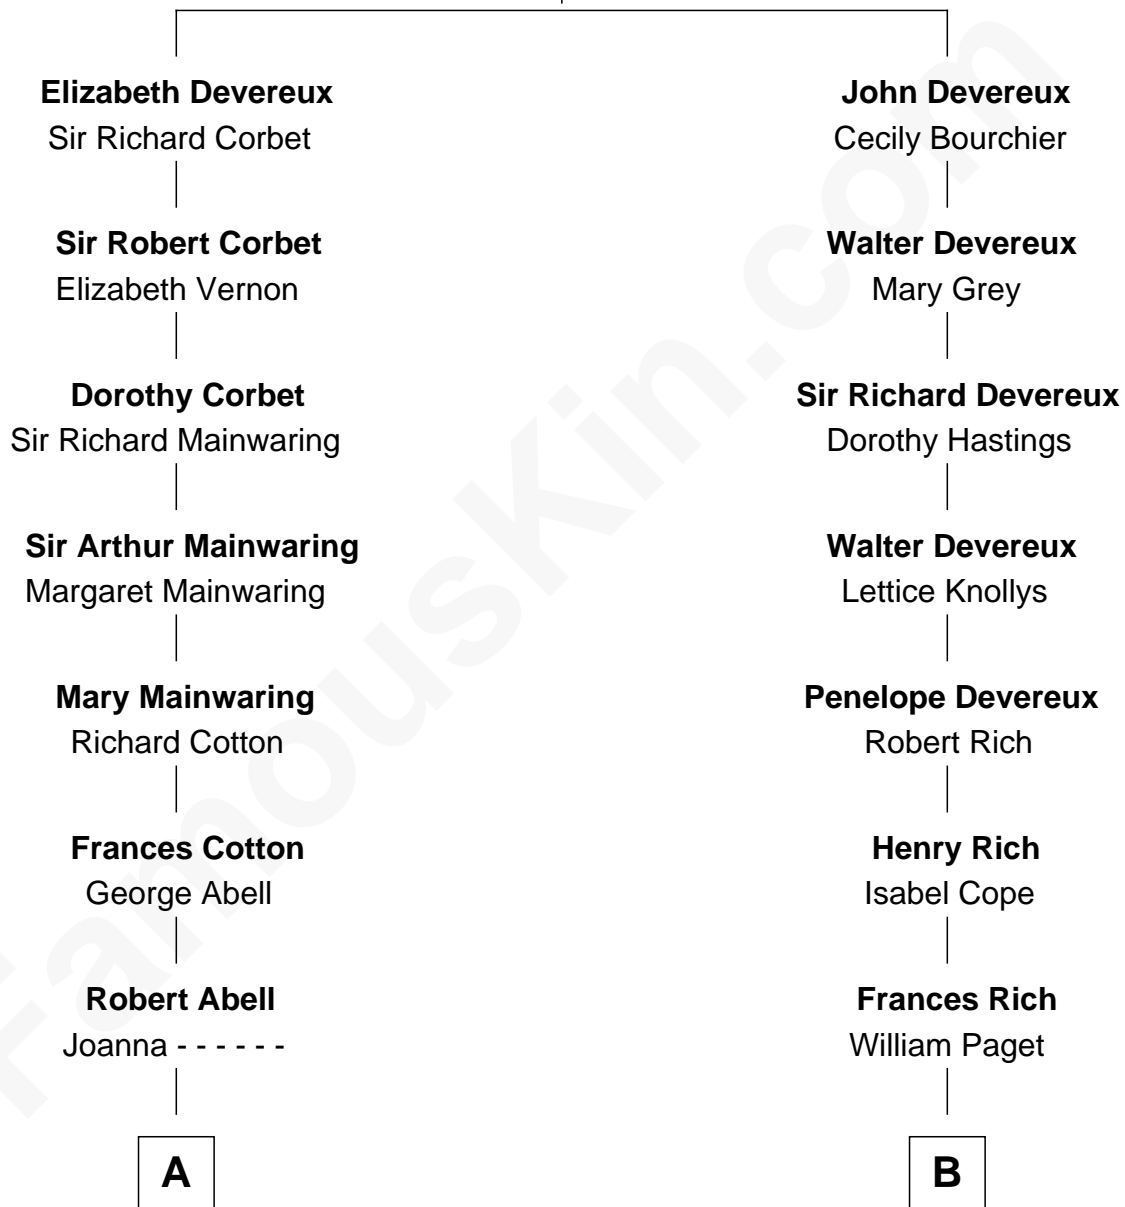 Elizabeth Devereux
Sir Richard Corbet
Sir Robert Corbet
Elizabeth Vernon
Dorothy Corbet
Sir Richard Mainwaring
Sir Arthur Mainwaring
Margaret Mainwaring
Mary Mainwaring
Richard Cotton
Frances Cotton
George Abell
Robert Abell
Joanna - - - - - -
A
John Devereux
Cecily Bourchier
Walter Devereux
Mary Grey
Sir Richard Devereux
Dorothy Hastings
Walter Devereux
Lettice Knollys
Penelope Devereux
Robert Rich
Henry Rich
Isabel Cope
Frances Rich
William Paget
B
FamousKin.com